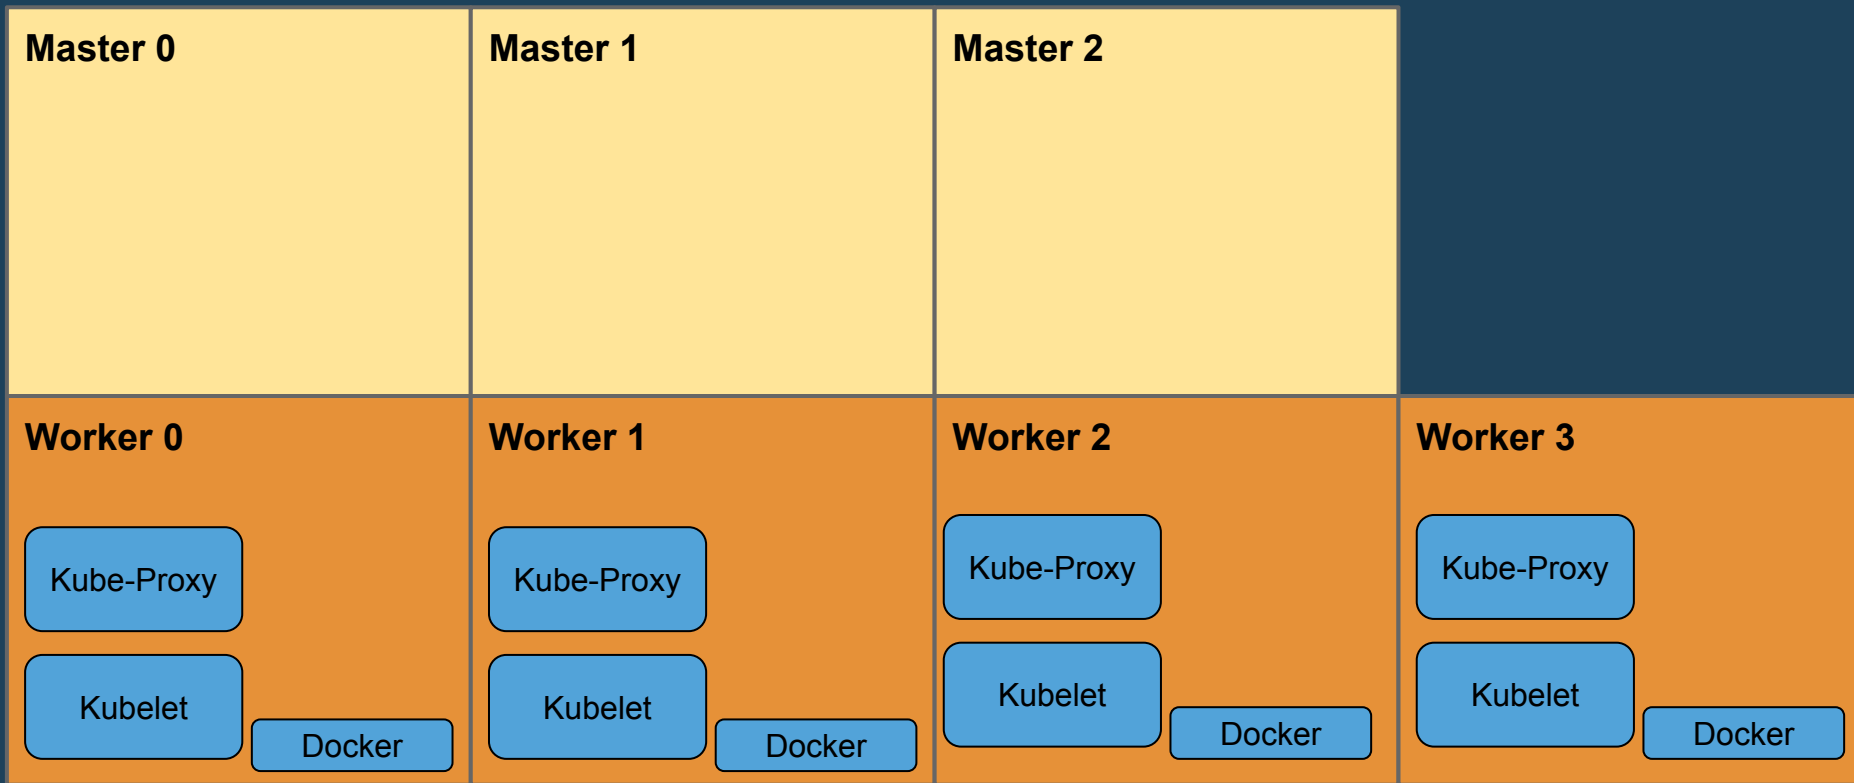 Master 0
Master 1
Master 2
Worker 0
Kube-Proxy
Kubelet
Docker
Worker 1
Kube-Proxy
Kubelet
Docker
Worker 2
Kube-Proxy
Kubelet
Docker
Worker 3
Kube-Proxy
Kubelet
Docker